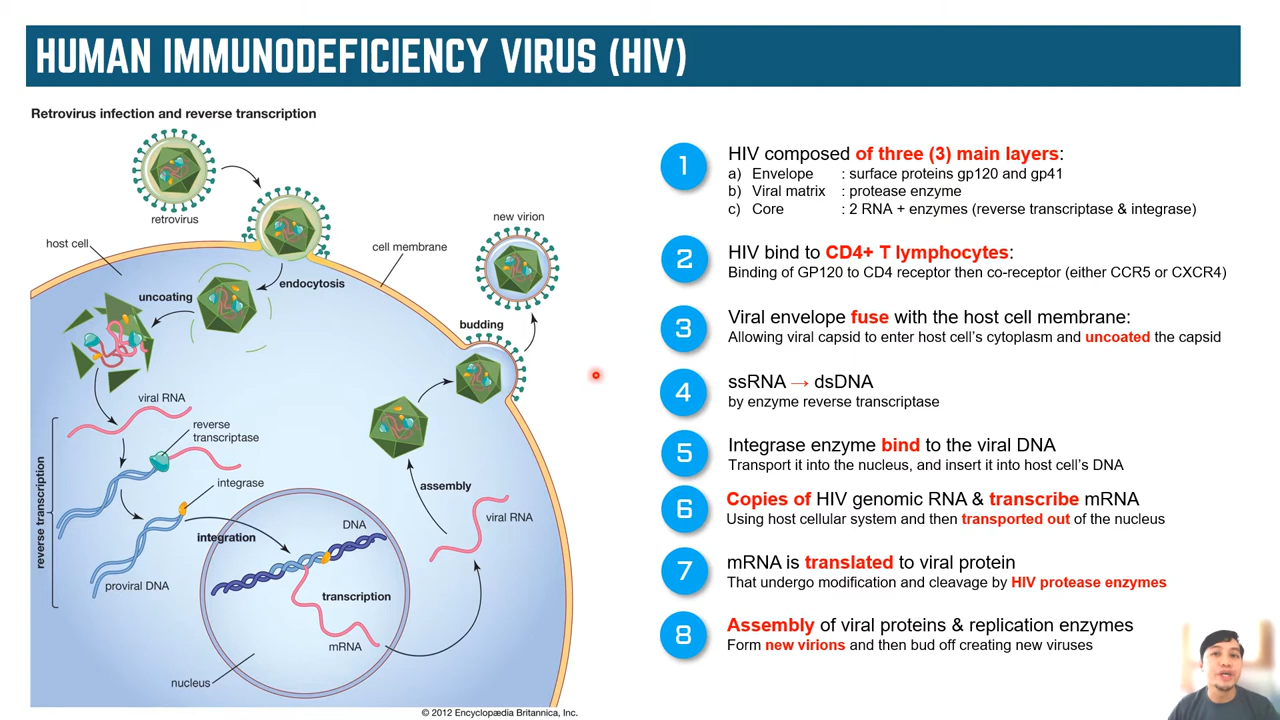 HUMAN IMMUNODEFICIENCY VIRUS (HIV)
Retrovirus infection and reverse transcription
retrovirus
new virion
host cell
cell membrane
endocytosis
uncoating
budding
viral RNA
reverse
transcriptase
integrase
reverse transcription
assembly
viral RNA
DNA
integration
proviral DNA
transcription
mRNA
nucleus
© 2012 Encyclopædia Britannica, Inc.
1
HIV composed of three (3) main layers:
a) Envelope : surface proteins gp120 and gp41
b) Viral matrix : protease enzyme
c) Core : 2 RNA + enzymes (reverse transcriptase & integrase)
2
HIV bind to CD4+ T lymphocytes:
Binding of GP120 to CD4 receptor then co-receptor (either CCR5 or CXCR4)
3
Viral envelope fuse with the host cell membrane:
Allowing viral capsid to enter host cell's cytoplasm and uncoated the capsid
4
ssRNA → dsDNA
by enzyme reverse transcriptase
5
Integrase enzyme bind to the viral DNA
Transport it into the nucleus, and insert it into host cell's DNA
6
Copies of HIV genomic RNA & transcribe mRNA
Using host cellular system and then transported out of the nucleus
7
mRNA is translated to viral protein
That undergo modification and cleavage by HIV protease enzymes
8
Assembly of viral proteins & replication enzymes
Form new virions and then bud off creating new viruses